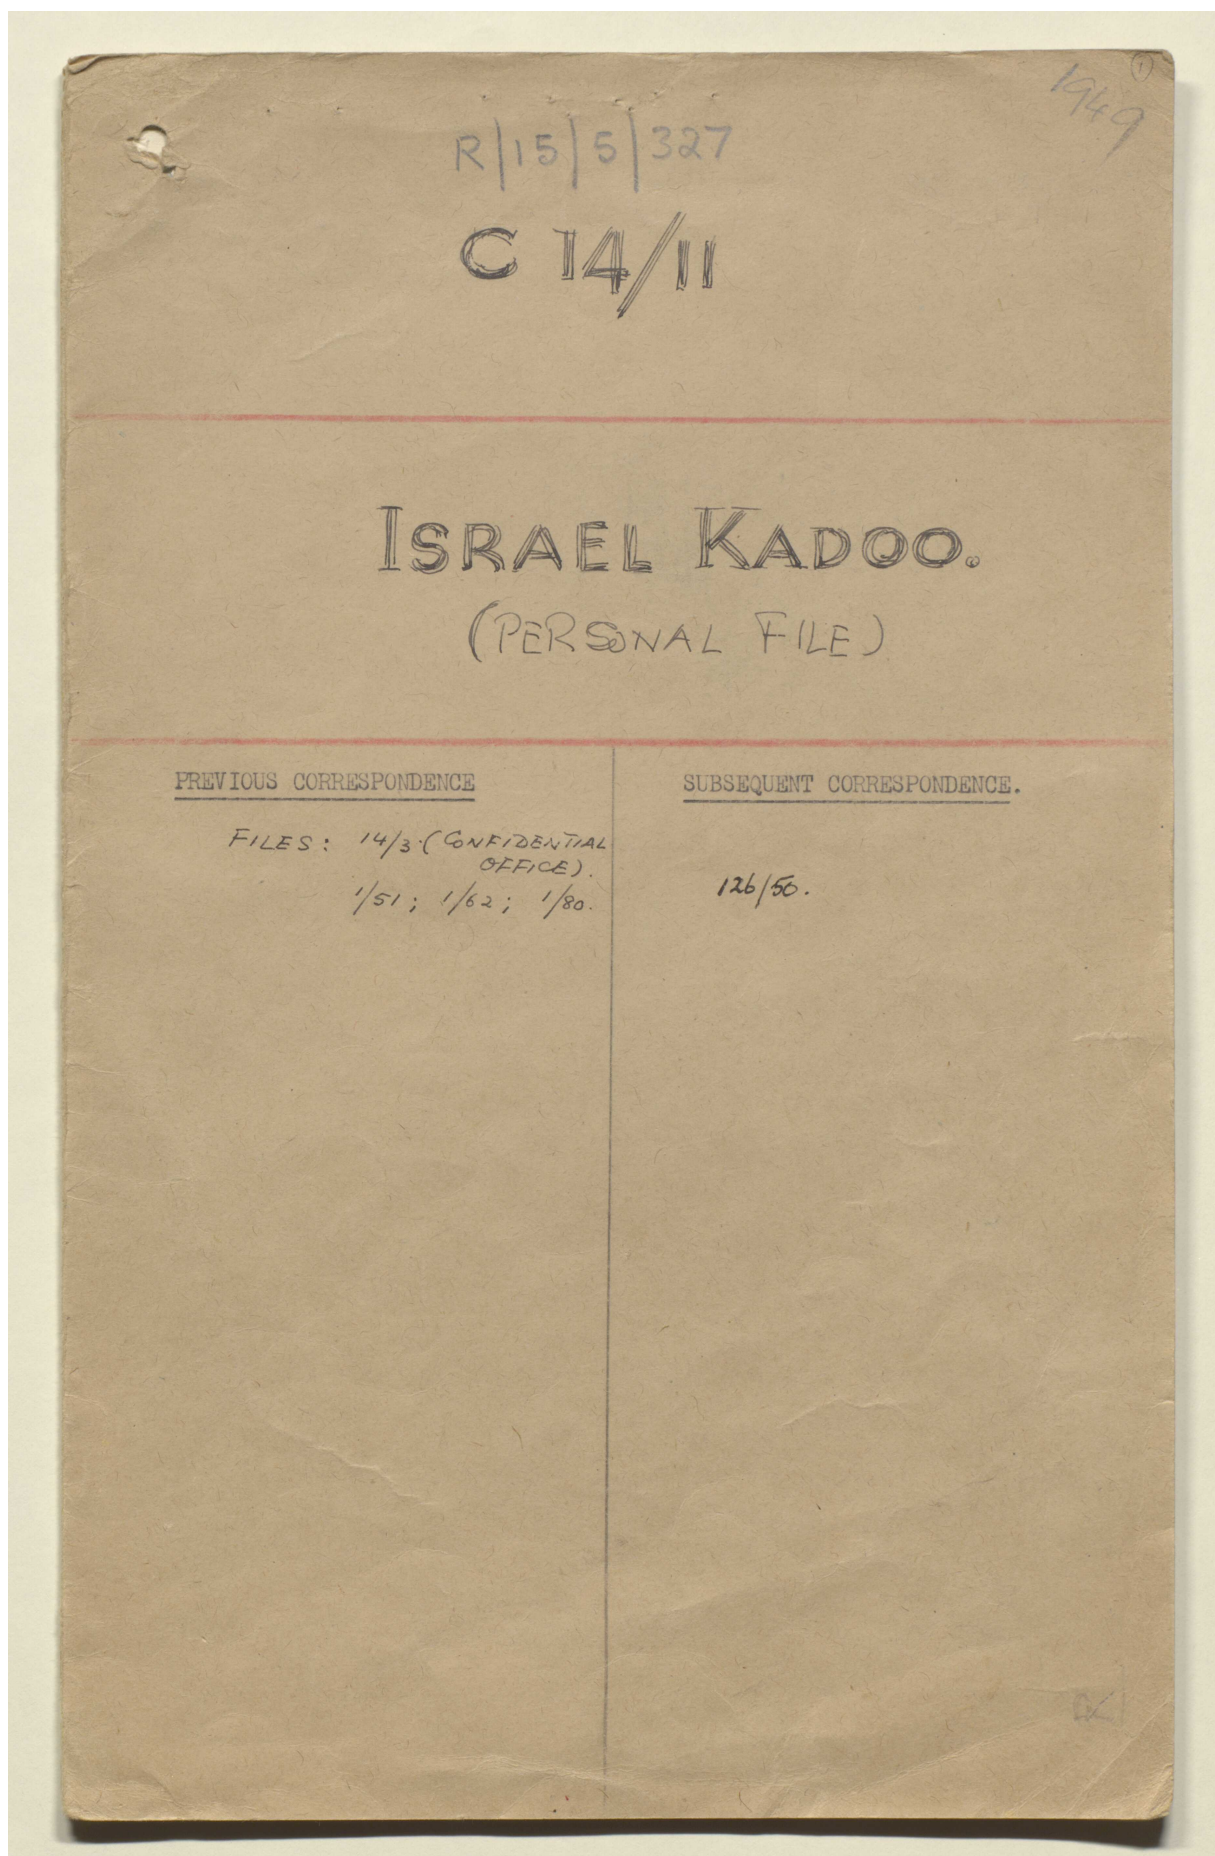 1
1949
R/15/5/327
C 14/11
ISRAEL KADOO.
(PERSONAL FILE)
PREVIOUS CORRESPONDENCE
FILES: 14/3 (CONFIDENTIAL
OFFICE).
1/51; 1/62; 1/80.
SUBSEQUENT CORRESPONDENCE.
126/50.